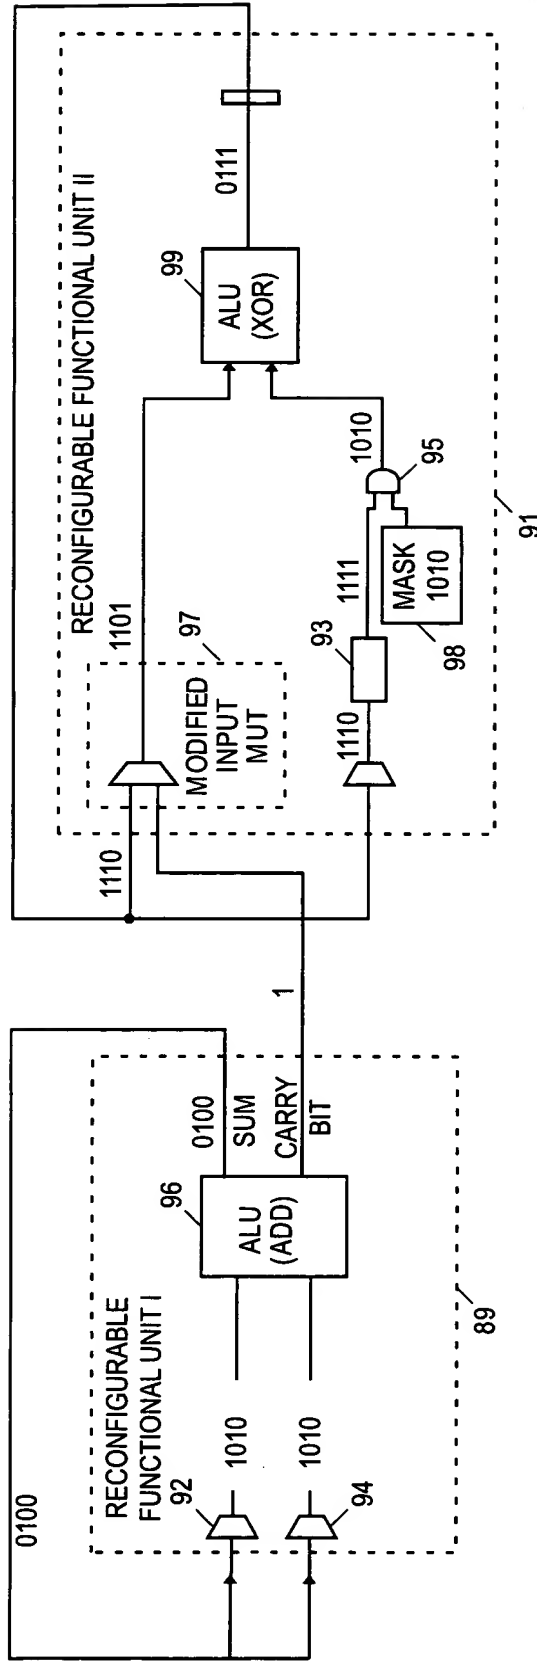 0100
RECONFIGURABLE
FUNCTIONAL UNIT I
92
1010
1010
94
96
ALU
(ADD)
0100
SUM
CARRY
BIT
89
1
RECONFIGURABLE FUNCTIONAL UNIT II
1110
1101
97
MODIFIED
INPUT
MUT
1110
93
1111
MASK
1010
98
1010
95
99
ALU
(XOR)
0111
91